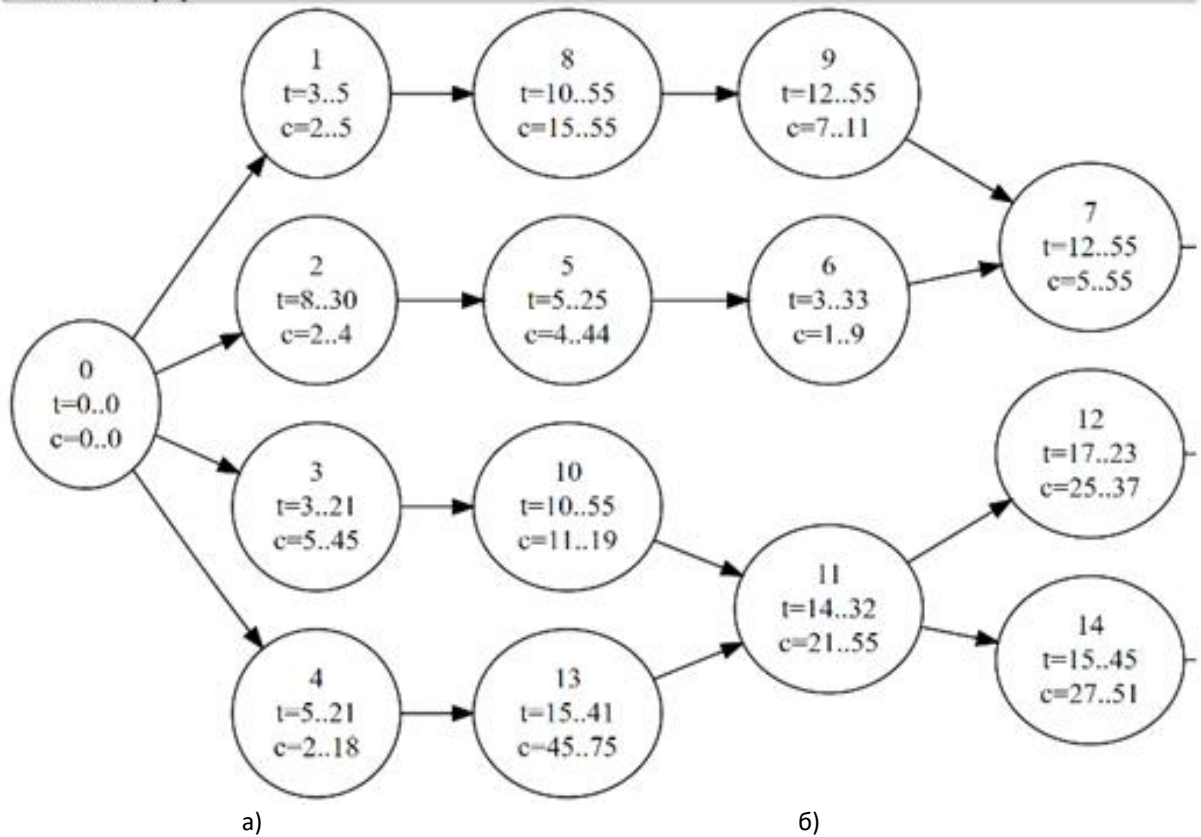 1
t=3..5
c=2..5
8
t=10..55
c=15..55
9
t=12..55
c=7..11
7
t=12..55
c=5..55
2
t=8..30
c=2..4
5
t=5..25
c=4..44
6
t=3..33
c=1..9
0
t=0..0
c=0..0
3
t=3..21
c=5..45
10
t=10..55
c=11..19
12
t=17..23
c=25..37
11
t=14..32
c=21..55
4
t=5..21
c=2..18
13
t=15..41
c=45..75
14
t=15..45
c=27..51
а)
б)